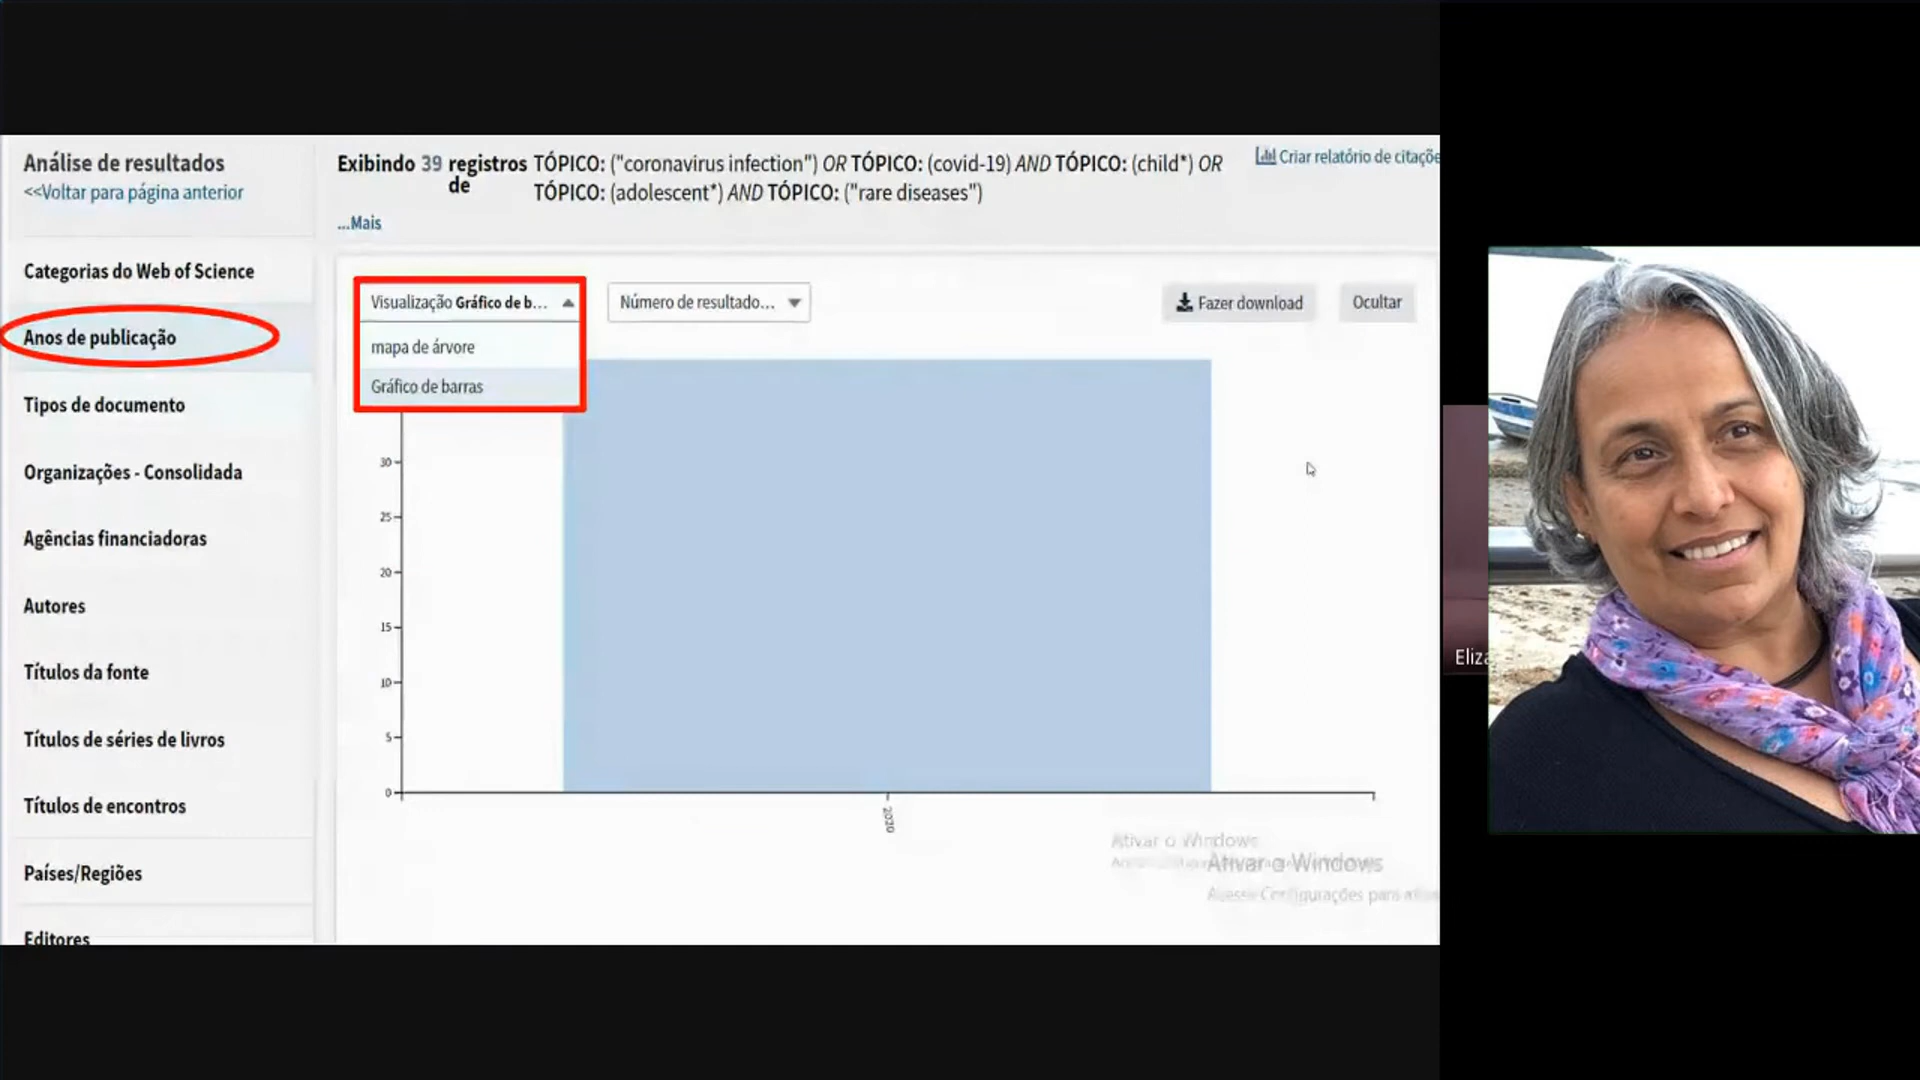 Análise de resultados
<<Voltar para página anterior
Categorias do Web of Science
Anos de publicação
Tipos de documento
Organizações - Consolidada
Agências financiadoras
Autores
Títulos da fonte
Títulos de séries de livros
Títulos de encontros
Países/Regiões
Editores
Exibindo 39 registros de
TÓPICO: ("coronavirus infection") OR TÓPICO: (covid-19) AND TÓPICO: (child*) OR
TÓPICO: (adolescent*) AND TÓPICO: ("rare diseases")
...Mais
Criar relatório de citaçõe
Visualização Gráfico de b...
mapa de árvore
Gráfico de barras
Número de resultado...
Fazer download
Ocultar
30
25
20
15
10
5
0
2020
Ativar o Windows
Ativar o Windows
Acesse Configurações para
Eliza